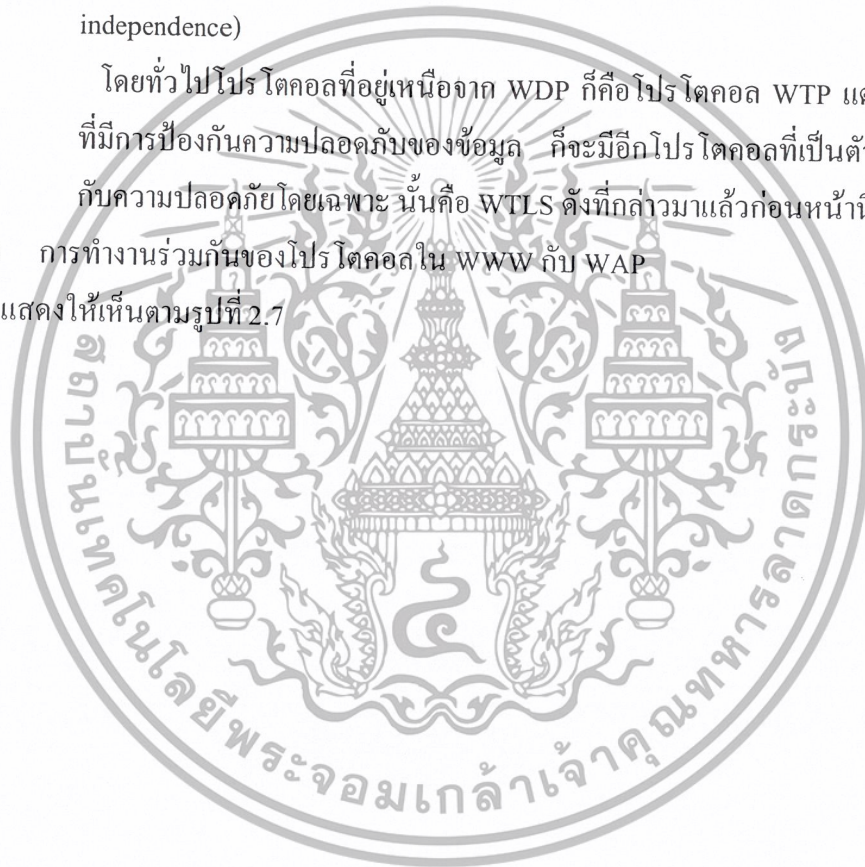 independence)
โดยทั่วไปโปรโตคอลที่อยู่เหนือจาก WDP ก็คือโปรโตคอล WTP
ที่มีการป้องกันความปลอดภับของข้อมูล ก็จะมีอีกโปรโตคอลที่เป็น
กับความปลอดภัยโดยเฉพาะ นั้นคือ WTLS ดังที่กล่าวมาแล้วก่อนหน้า
การทำงานร่วมกันของโปรโตคอลใน WWW กับ WAP
แสดงให้เห็นตามรูปที่ 2.7
สถาบันเทคโนโลยีพระจอมเกล้าเจ้าคุณทหารลาดกระบัง